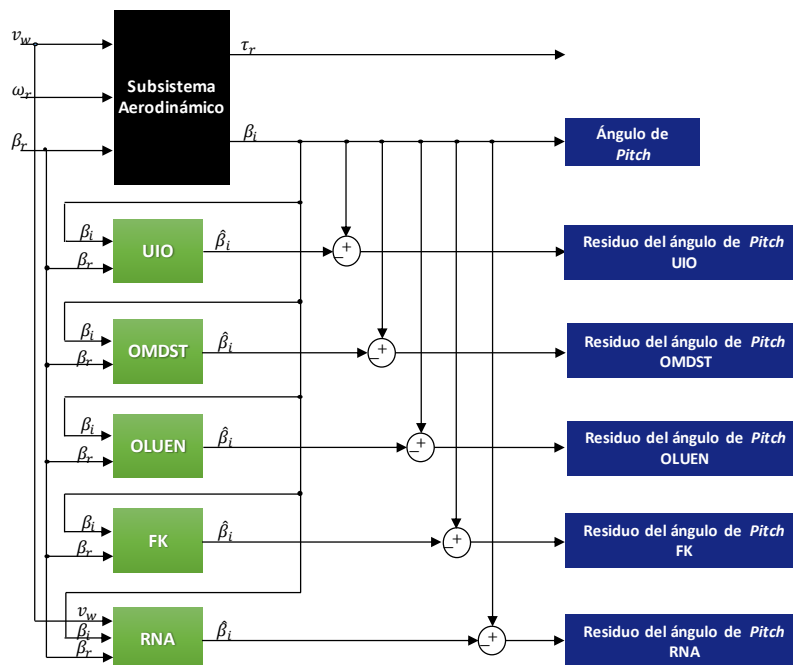 v_w
ω_r
β_r
Subsistema
Aerodinámico
τ_r
β_i
Ángulo de
Pitch
β_i
β_r
UIO
β̂_i
− +
Residuo del ángulo de Pitch
UIO
β_i
β_r
OMDST
β̂_i
− +
Residuo del ángulo de Pitch
OMDST
β_i
β_r
OLUEN
β̂_i
− +
Residuo del ángulo de Pitch
OLUEN
β_i
β_r
FK
β̂_i
− +
Residuo del ángulo de Pitch
FK
v_w
β_i
β_r
RNA
β̂_i
− +
Residuo del ángulo de Pitch
RNA